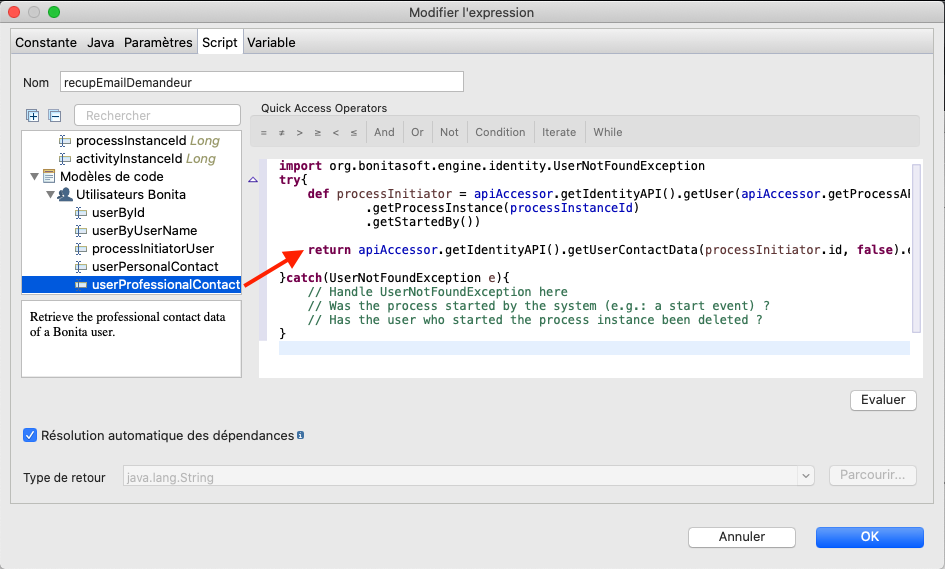 Modifier l'expression
Constante Java Paramètres Script Variable
Nom recupEmailDemandeur
Rechercher
processInstanceId Long
activityInstanceId Long
Modèles de code
Utilisateurs Bonita
userById
userByUserName
processInitiatorUser
userPersonalContact
userProfessionalContact
Retrieve the professional contact data
of a Bonita user.
Quick Access Operators
= ≠ > ≥ < ≤ And Or Not Condition Iterate While
import org.bonitasoft.engine.identity.UserNotFoundException
try{
def processInitiator = apiAccessor.getIdentityAPI().getUser(apiAccessor.getProcessAP
.getProcessInstance(processInstanceId)
.getStartedBy())
return apiAccessor.getIdentityAPI().getUserContactData(processInitiator.id, false).e
}catch(UserNotFoundException e){
// Handle UserNotFoundException here
// Was the process started by the system (e.g.: a start event) ?
// Has the user who started the process instance been deleted ?
}
Evaluer
Résolution automatique des dépendances
Type de retour java.lang.String Parcourir...
Annuler OK